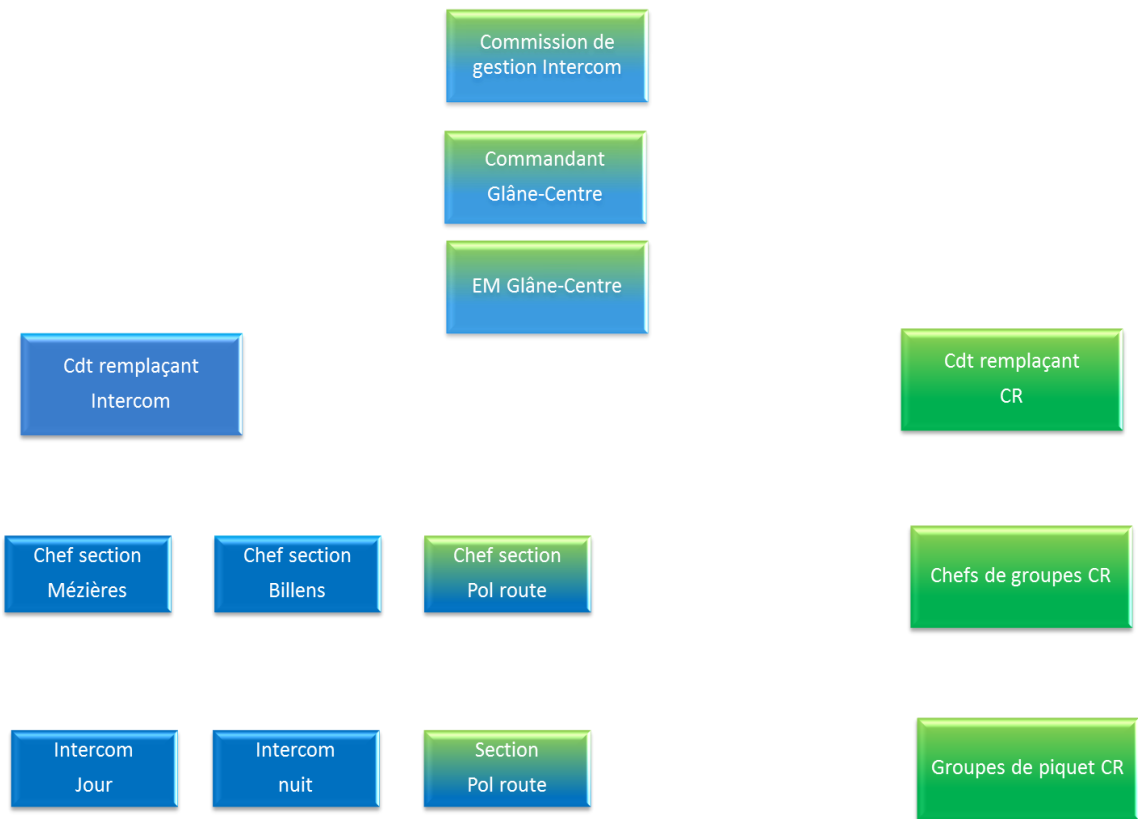 Commission de
gestion Intercom
Commandant
Glâne-Centre
EM Glâne-Centre
Cdt remplaçant
Intercom
Cdt remplaçant
CR
Chef section
Mézières
Chef section
Billens
Chef section
Pol route
Chefs de groupes CR
Intercom
Jour
Intercom
nuit
Section
Pol route
Groupes de piquet CR